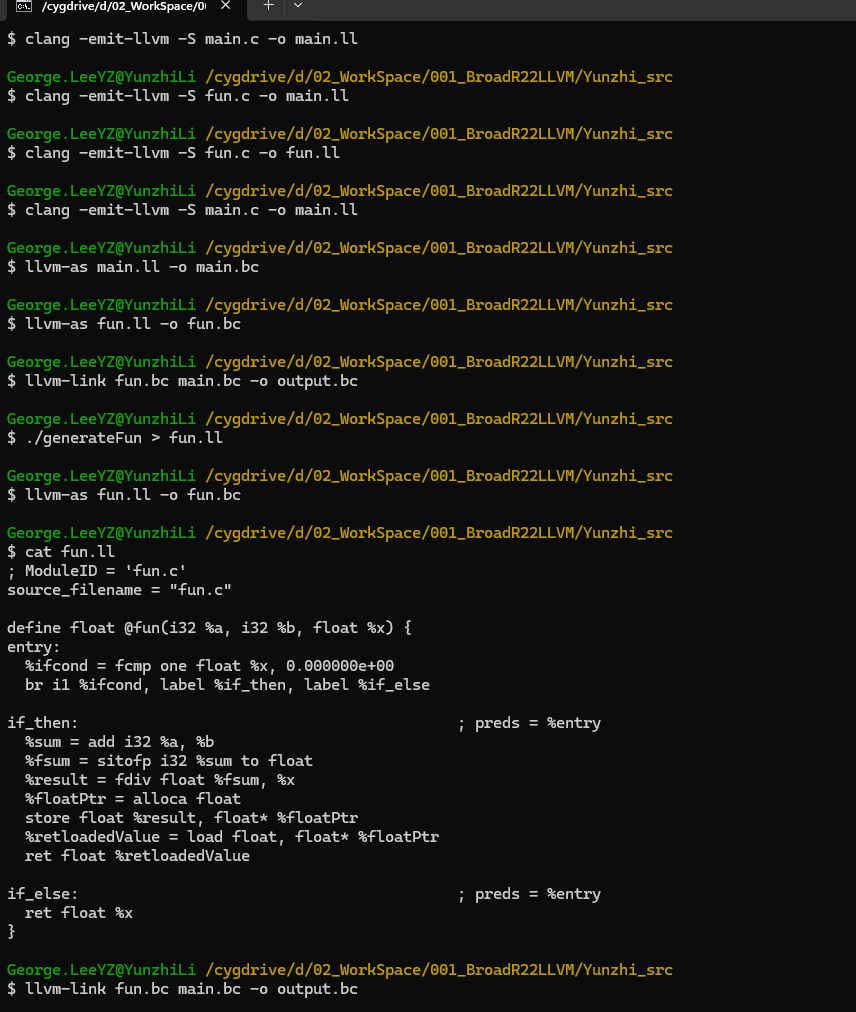 /cygdrive/d/02_WorkSpace/0
$ clang -emit-llvm -S main.c -o main.ll
George.LeeYZ@YunzhiLi /cygdrive/d/02_WorkSpace/001_BroadR22LLVM/Yunzhi_src
$ clang -emit-llvm -S fun.c -o main.ll
George.LeeYZ@YunzhiLi /cygdrive/d/02_WorkSpace/001_BroadR22LLVM/Yunzhi_src
$ clang -emit-llvm -S fun.c -o fun.ll
George.LeeYZ@YunzhiLi /cygdrive/d/02_WorkSpace/001_BroadR22LLVM/Yunzhi_src
$ clang -emit-llvm -S main.c -o main.ll
George.LeeYZ@YunzhiLi /cygdrive/d/02_WorkSpace/001_BroadR22LLVM/Yunzhi_src
$ llvm-as main.ll -o main.bc
George.LeeYZ@YunzhiLi /cygdrive/d/02_WorkSpace/001_BroadR22LLVM/Yunzhi_src
$ llvm-as fun.ll -o fun.bc
George.LeeYZ@YunzhiLi /cygdrive/d/02_WorkSpace/001_BroadR22LLVM/Yunzhi_src
$ llvm-link fun.bc main.bc -o output.bc
George.LeeYZ@YunzhiLi /cygdrive/d/02_WorkSpace/001_BroadR22LLVM/Yunzhi_src
$ ./generateFun > fun.ll
George.LeeYZ@YunzhiLi /cygdrive/d/02_WorkSpace/001_BroadR22LLVM/Yunzhi_src
$ llvm-as fun.ll -o fun.bc
George.LeeYZ@YunzhiLi /cygdrive/d/02_WorkSpace/001_BroadR22LLVM/Yunzhi_src
$ cat fun.ll
; ModuleID = 'fun.c'
source_filename = "fun.c"
define float @fun(i32 %a, i32 %b, float %x) {
entry:
  %ifcond = fcmp one float %x, 0.000000e+00
  br i1 %ifcond, label %if_then, label %if_else
if_then:                                          ; preds = %entry
  %sum = add i32 %a, %b
  %fsum = sitofp i32 %sum to float
  %result = fdiv float %fsum, %x
  %floatPtr = alloca float
  store float %result, float* %floatPtr
  %retloadedValue = load float, float* %floatPtr
  ret float %retloadedValue
if_else:                                          ; preds = %entry
  ret float %x
}
George.LeeYZ@YunzhiLi /cygdrive/d/02_WorkSpace/001_BroadR22LLVM/Yunzhi_src
$ llvm-link fun.bc main.bc -o output.bc